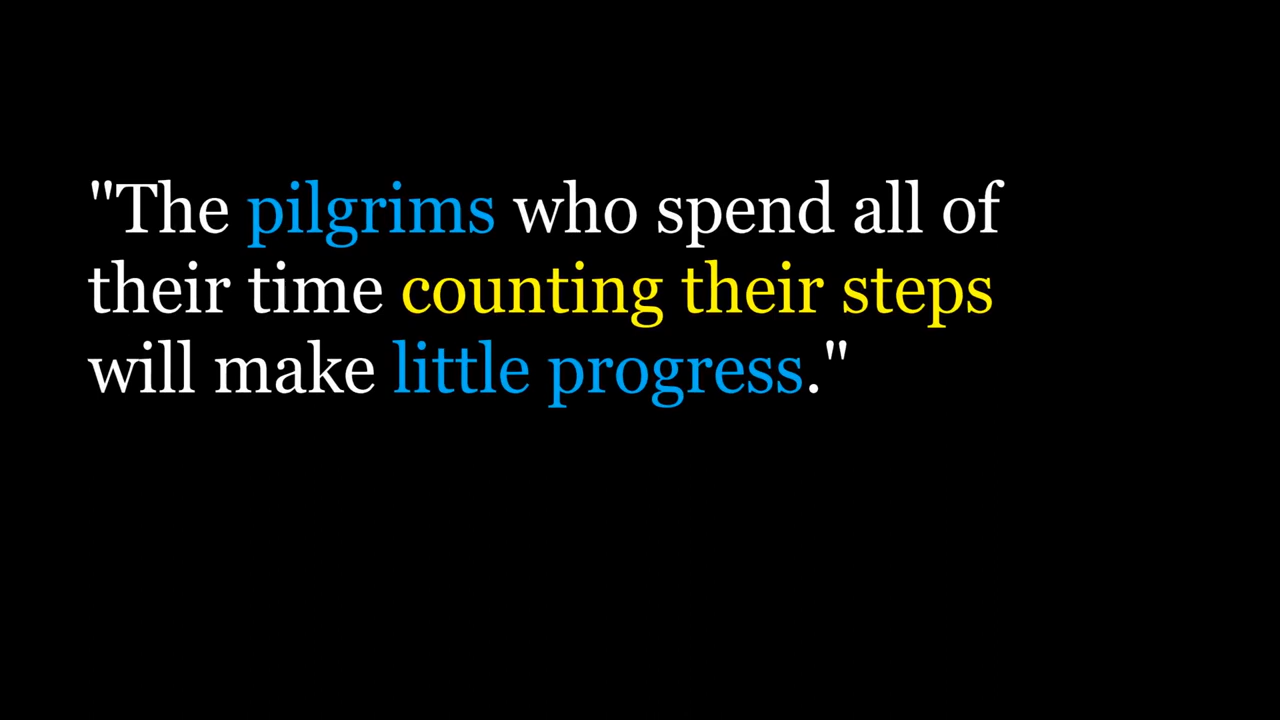 "The pilgrims who spend all of
their time counting their steps
will make little progress."